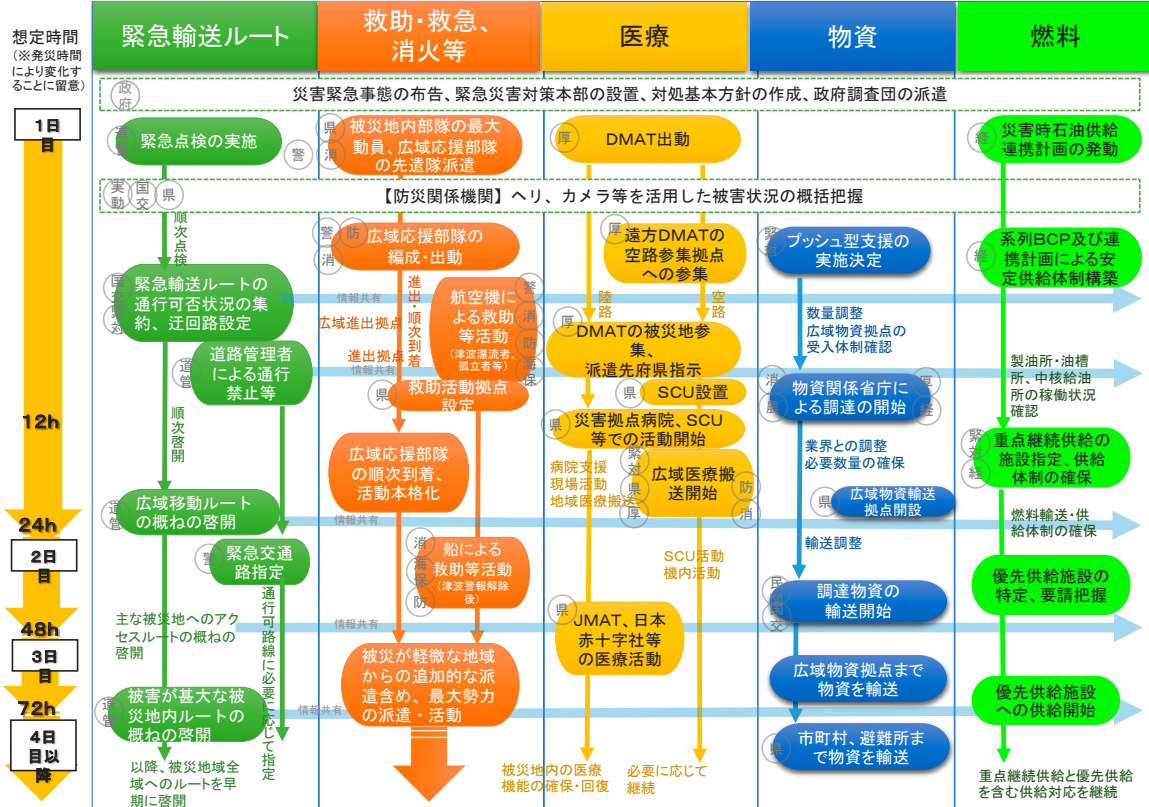 想定時間
(※発災時間
により変化す
ることに留意)
緊急輸送ルート
救助・救急、
消火等
医療
物資
燃料
政府
災害緊急事態の布告、緊急災害対策本部の設置、対処基本方針の作成、政府調査団の派遣
1日
目
12h
24h
2日
目
48h
3日
目
72h
4日
目以
降
道管
緊急点検の実施
警
県
消
被災地内部隊の最大
動員、広域応援部隊
の先遣隊派遣
厚
DMAT出動
経
災害時石油供給
連携計画の発動
実動
国交
県
【防災関係機関】ヘリ、カメラ等を活用した被害状況の概括把握
順次点検
国交
緊対
緊急輸送ルートの
通行可否状況の集
約、迂回路設定
情報共有
道管
道路管理者
による通行
禁止等
情報共有
順次啓開
道管
広域移動ルート
の概ねの啓開
情報共有
警
緊急交通
路指定
通行可路線に必要に応じて指定
主な被災地へのアク
セスルートの概ねの
啓開
情報共有
道管
被害が甚大な被
災地内ルートの
概ねの啓開
情報共有
以降、被災地域全
域へのルートを早
期に啓開
警
防
消
広域応援部隊の
編成・出動
進出・順次到着
広域進出拠点
進出拠点
航空機に
よる救助
等活動
(津波漂流者、
孤立者等)
警
消
防
海保
県
救助活動拠点
設定
広域応援部隊
の順次到着、
活動本格化
消
海保
防
船による
救助等活動
(津波警報解除
後)
被災が軽微な地域
からの追加的な派
遣含め、最大勢力
の派遣・活動
厚
遠方DMATの
空路参集拠点
への参集
陸路
空路
厚
DMATの被災地参
集、
派遣先府県指示
県
SCU設置
県
災害拠点病院、SCU
等での活動開始
病院支援
現場活動
地域医療搬送
緊対
県
厚
広域医療搬
送開始
防
消
SCU活動
機内活動
県
JMAT、日本
赤十字社等
の医療活動
被災地内の医療
機能の確保・回復
必要に応じて
継続
緊対
プッシュ型支援の
実施決定
数量調整
広域物資拠点の
受入体制確認
消
農
物資関係省庁
による調達の開始
厚
経
業界との調整
必要数量の確保
県
広域物資輸送
拠点開設
輸送調整
民間
国交
調達物資の
輸送開始
広域物資拠点まで
物資を輸送
県
市町村、避難所ま
で物資を輸送
経
系列BCP及び連
携計画による安
定供給体制構築
製油所・油槽
所、中核給油
所の稼働状況
確認
緊対
経
重点継続供給の
施設指定、供給
体制の確保
燃料輸送・供
給体制の確保
優先供給施設の
特定、要請把握
優先供給施設
への供給開始
重点継続供給と優先供給
を含む供給対応を継続